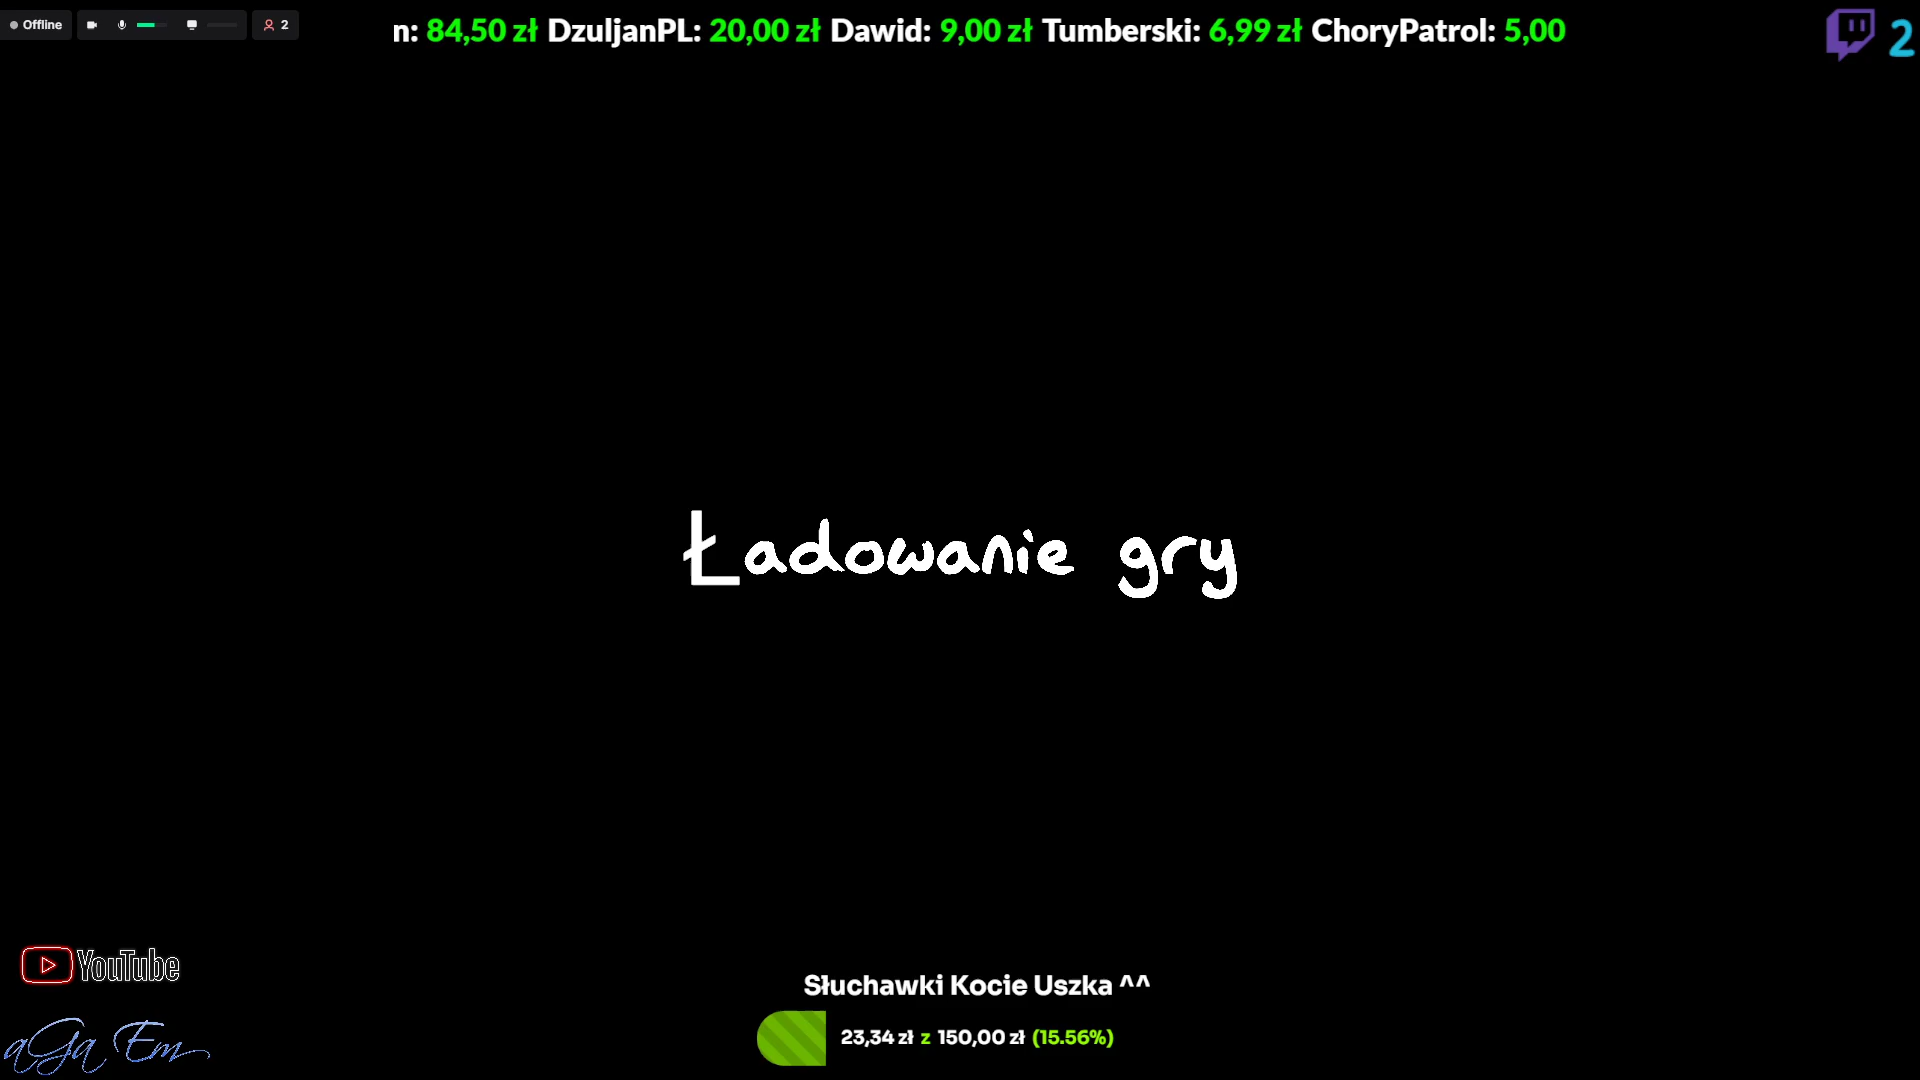 Offline
2
n: 84,50 zł DzuljanPL: 20,00 zł Dawid: 9,00 zł Tumberski: 6,99 zł ChoryPatrol: 5,00
2
Ładowanie gry
YouTube
aGa Em
Słuchawki Kocie Uszka ^^
23,34 zł z 150,00 zł (15.56%)